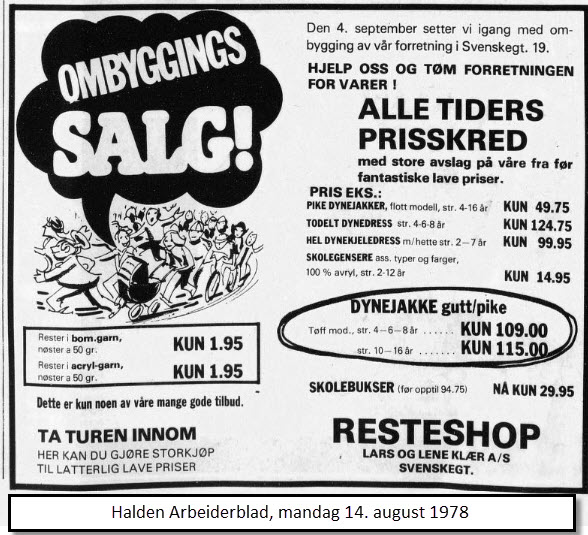 OMBYGGINGS
SALG!
Den 4. september setter vi igang med om-
bygging av vår forretning i Svenskegt. 19.
HJELP OSS OG TØM FORRETNINGEN
FOR VARER !
ALLE TIDERS
PRISSKRED
med store avslag på våre fra før
fantastiske lave priser.
PRIS EKS.:
PIKE DYNEJAKKER, flott modell, str. 4-16 år KUN 49.75
TODELT DYNEDRESS str. 4-6-8 år KUN 124.75
HEL DYNEKJELEDRESS m/hette str. 2–7 år KUN 99.95
SKOLEGENSERE ass. typer og farger,
100 % avryl, str. 2-12 år KUN 14.95
DYNEJAKKE gutt/pike
Tøff mod., str. 4–6–8 år ...... KUN 109.00
str. 10–16 år ....... KUN 115.00
SKOLEBUKSER (før opptil 94.75) NÅ KUN 29.95
Rester i bom.garn,
nøster a 50 gr. KUN 1.95
Rester i acryl-garn,
nøster a 50 gr. KUN 1.95
Dette er kun noen av våre mange gode tilbud.
TA TUREN INNOM
HER KAN DU GJØRE STORKJØP
TIL LATTERLIG LAVE PRISER
RESTESHOP
LARS OG LENE KLÆR A/S
SVENSKEGT.
Halden Arbeiderblad, mandag 14. august 1978